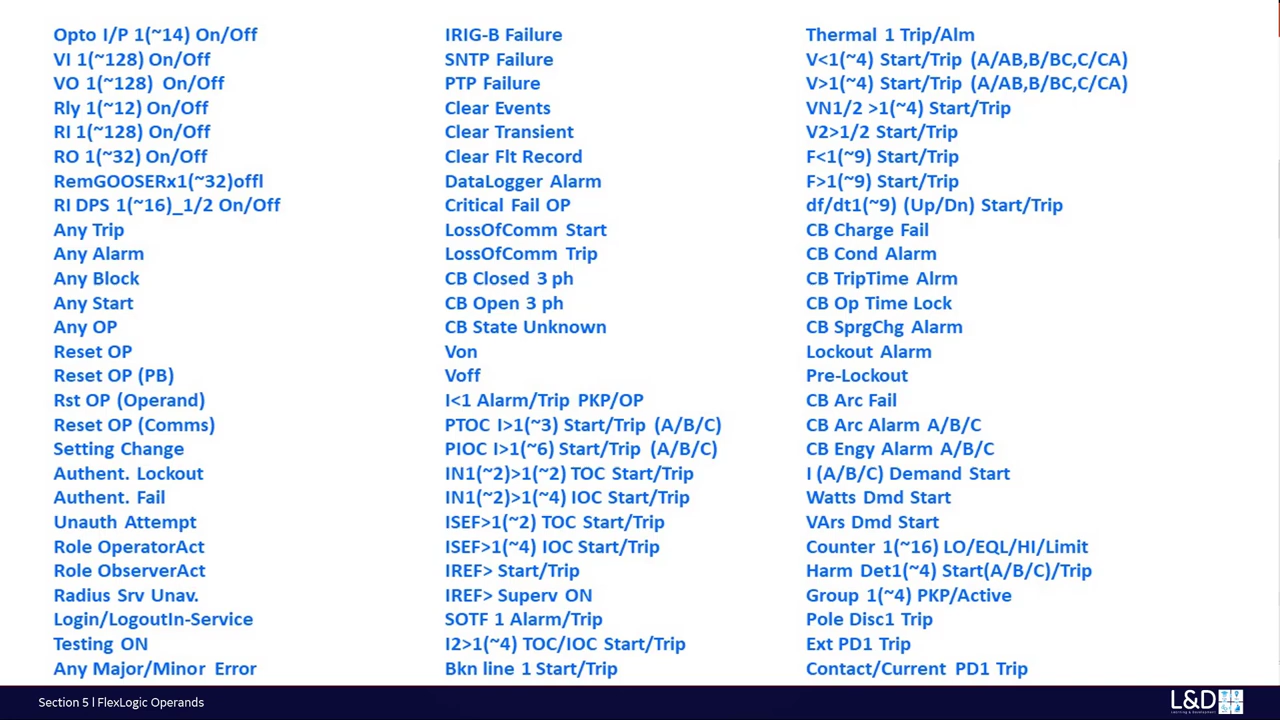 Opto I/P 1(~14) On/Off
VI 1(~128) On/Off
VO 1(~128) On/Off
Rly 1(~12) On/Off
RI 1(~128) On/Off
RO 1(~32) On/Off
RemGOOSERx1(~32)offl
RI DPS 1(~16)_1/2 On/Off
Any Trip
Any Alarm
Any Block
Any Start
Any OP
Reset OP
Reset OP (PB)
Rst OP (Operand)
Reset OP (Comms)
Setting Change
Authent. Lockout
Authent. Fail
Unauth Attempt
Role OperatorAct
Role ObserverAct
Radius Srv Unav.
Login/LogoutIn-Service
Testing ON
Any Major/Minor Error
IRIG-B Failure
SNTP Failure
PTP Failure
Clear Events
Clear Transient
Clear Flt Record
DataLogger Alarm
Critical Fail OP
LossOfComm Start
LossOfComm Trip
CB Closed 3 ph
CB Open 3 ph
CB State Unknown
Von
Voff
I<1 Alarm/Trip PKP/OP
PTOC I>1(~3) Start/Trip (A/B/C)
PIOC I>1(~6) Start/Trip (A/B/C)
IN1(~2)>1(~2) TOC Start/Trip
IN1(~2)>1(~4) IOC Start/Trip
ISEF>1(~2) TOC Start/Trip
ISEF>1(~4) IOC Start/Trip
IREF> Start/Trip
IREF> Superv ON
SOTF 1 Alarm/Trip
I2>1(~4) TOC/IOC Start/Trip
Bkn line 1 Start/Trip
Thermal 1 Trip/Alm
V<1(~4) Start/Trip (A/AB,B/BC,C/CA)
V>1(~4) Start/Trip (A/AB,B/BC,C/CA)
VN1/2 >1(~4) Start/Trip
V2>1/2 Start/Trip
F<1(~9) Start/Trip
F>1(~9) Start/Trip
df/dt1(~9) (Up/Dn) Start/Trip
CB Charge Fail
CB Cond Alarm
CB TripTime Alrm
CB Op Time Lock
CB SprgChg Alarm
Lockout Alarm
Pre-Lockout
CB Arc Fail
CB Arc Alarm A/B/C
CB Engy Alarm A/B/C
I (A/B/C) Demand Start
Watts Dmd Start
VArs Dmd Start
Counter 1(~16) LO/EQL/HI/Limit
Harm Det1(~4) Start(A/B/C)/Trip
Group 1(~4) PKP/Active
Pole Disc1 Trip
Ext PD1 Trip
Contact/Current PD1 Trip
Section 5 I FlexLogic Operands
L&D
Learning & Development